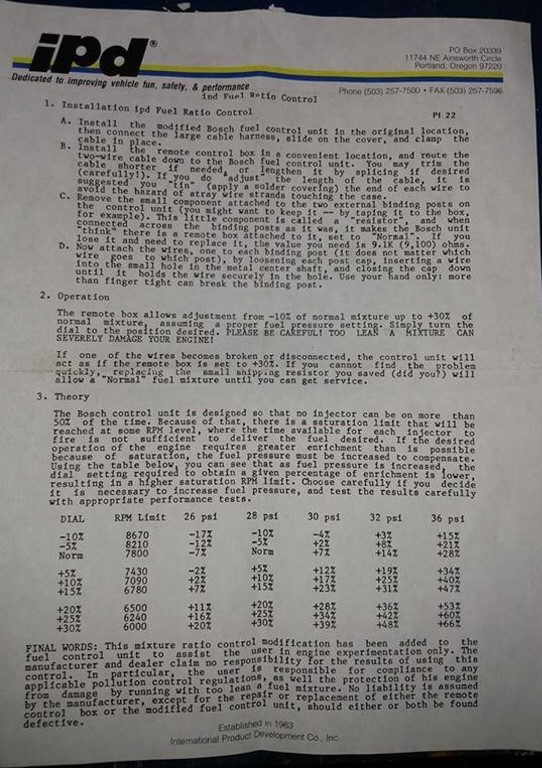 ipd®
Dedicated to improving vehicle fun, safety, & performance
PO Box 20339
11744 NE Ainsworth Circle
Portland, Oregon 97220
Phone (503) 257-7500 • FAX (503) 257-7596
ipd Fuel Ratio Control
PI 22
1. Installation ipd Fuel Ratio Control
A. Install the modified Bosch fuel control unit in the original location,
then connect the large cable harness, slide on the cover, and clamp the
cable in place.
B. Install the remote control box in a convenient location, and route the
two-wire cable down to the Bosch fuel control unit. You may trim the
cable shorter if needed, or lengthen it by splicing if desired
(carefully!). If you do "adjust" the length of the cable, it is
suggested you "tin" (apply a solder covering) the end of each wire to
avoid the hazard of stray wire strands touching the case.
C. Remove the small component attached to the two external binding posts on
the control unit (you might want to keep it -- by taping it to the box,
for example). This little component is called a "resistor", and when
connected across the binding posts as it was, it makes the Bosch unit
"think" there is a remote box attached to it, set to "Normal". If you
lose it and need to replace it, the value you need is 9.1K (9,100) ohms.
D. Now attach the wires, one to each binding post (it does not matter which
wire goes to which post), by loosening each post cap, inserting a wire
into the small hole in the metal center shaft, and closing the cap down
until it holds the wire securely in the hole. Use your hand only: more
than finger tight can break the binding post.
2. Operation
The remote box allows adjustment from -10% of normal mixture up to +30% of
normal mixture, assuming a proper fuel pressure setting. Simply turn the
dial to the position desired. PLEASE BE CAREFUL! TOO LEAN A MIXTURE CAN
SEVERELY DAMAGE YOUR ENGINE!
If one of the wires becomes broken or disconnected, the control unit will
act as if the remote box is set to +30%. If you cannot find the problem
quickly, replacing the small shipping resistor you saved (did you?) will
allow a "Normal" fuel mixture until you can get service.
3. Theory
The Bosch control unit is designed so that no injector can be on more than
50% of the time. Because of that, there is a saturation limit that will be
reached at some RPM level, where the time available for each injector to
fire is not sufficient to deliver the fuel desired. If the desired
operation of the engine requires greater enrichment than is possible
because of saturation, the fuel pressure must be increased to compensate.
Using the table below, you can see that as fuel pressure is increased, the
dial setting required to obtain a given percentage of enrichment is lower,
resulting in a higher saturation RPM limit. Choose carefully if you decide
it is necessary to increase fuel pressure, and test the results carefully
with appropriate performance tests.
DIAL RPM Limit 26 psi 28 psi 30 psi 32 psi 36 psi
-10% 8670 -17% -10% -4% +3% +15%
-5% 8210 -12% -5% +2% +8% +21%
Norm 7800 -7% Norm +7% +14% +28%
+5% 7430 -2% +5% +12% +19% +34%
+10% 7090 +2% +10% +17% +25% +40%
+15% 6780 +7% +15% +23% +31% +47%
+20% 6500 +11% +20% +28% +36% +53%
+25% 6240 +16% +25% +34% +42% +60%
+30% 6000 +20% +30% +39% +48% +66%
FINAL WORDS: This mixture ratio control modification has been added to the
fuel control unit to assist the user in engine experimentation only. The
manufacturer and dealer claim no responsibility for the results of using this
control. In particular, the user is responsible for compliance to any
applicable pollution control regulations, as well the protection of his engine
from damage by running with too lean a fuel mixture. No liability is assumed
by the manufacturer, except for the repair or replacement of either the remote
control box or the modified fuel control unit, should either or both be found
defective.
Established in 1963
International Product Development Co., Inc.